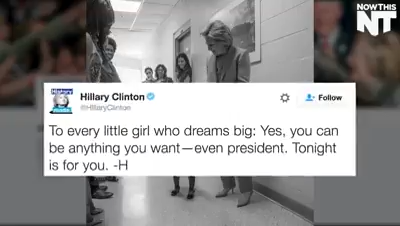 NOWTHIS
NT
History
Hillary Clinton
@HillaryClinton
Follow
To every little girl who dreams big: Yes, you can
be anything you want—even president. Tonight
is for you. -H